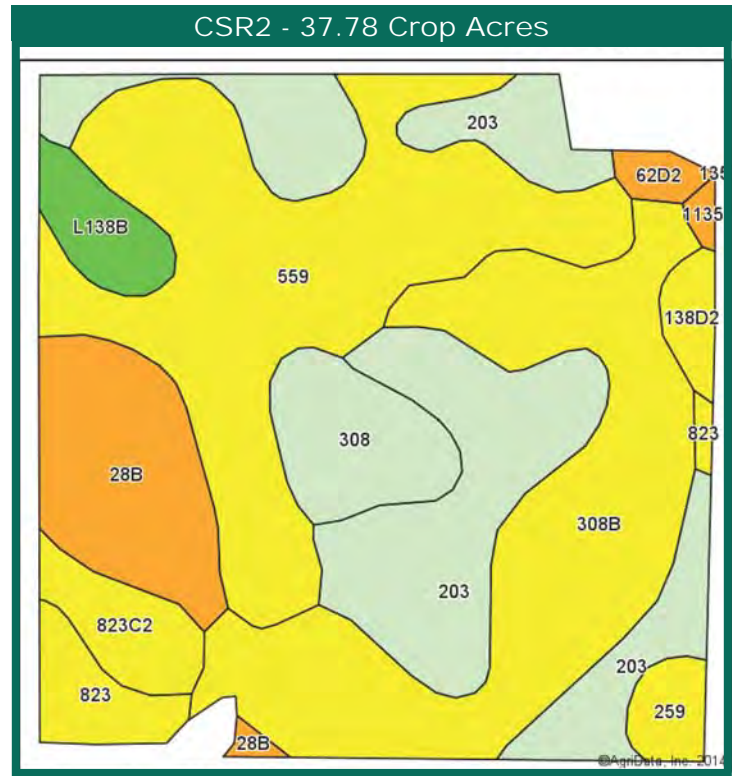 CSR2 - 37.78 Crop Acres
203
62D2
135
1135
L138B
559
138D2
308
823
28B
308B
203
823C2
203
823
259
28B
©AgriData, Inc. 2014